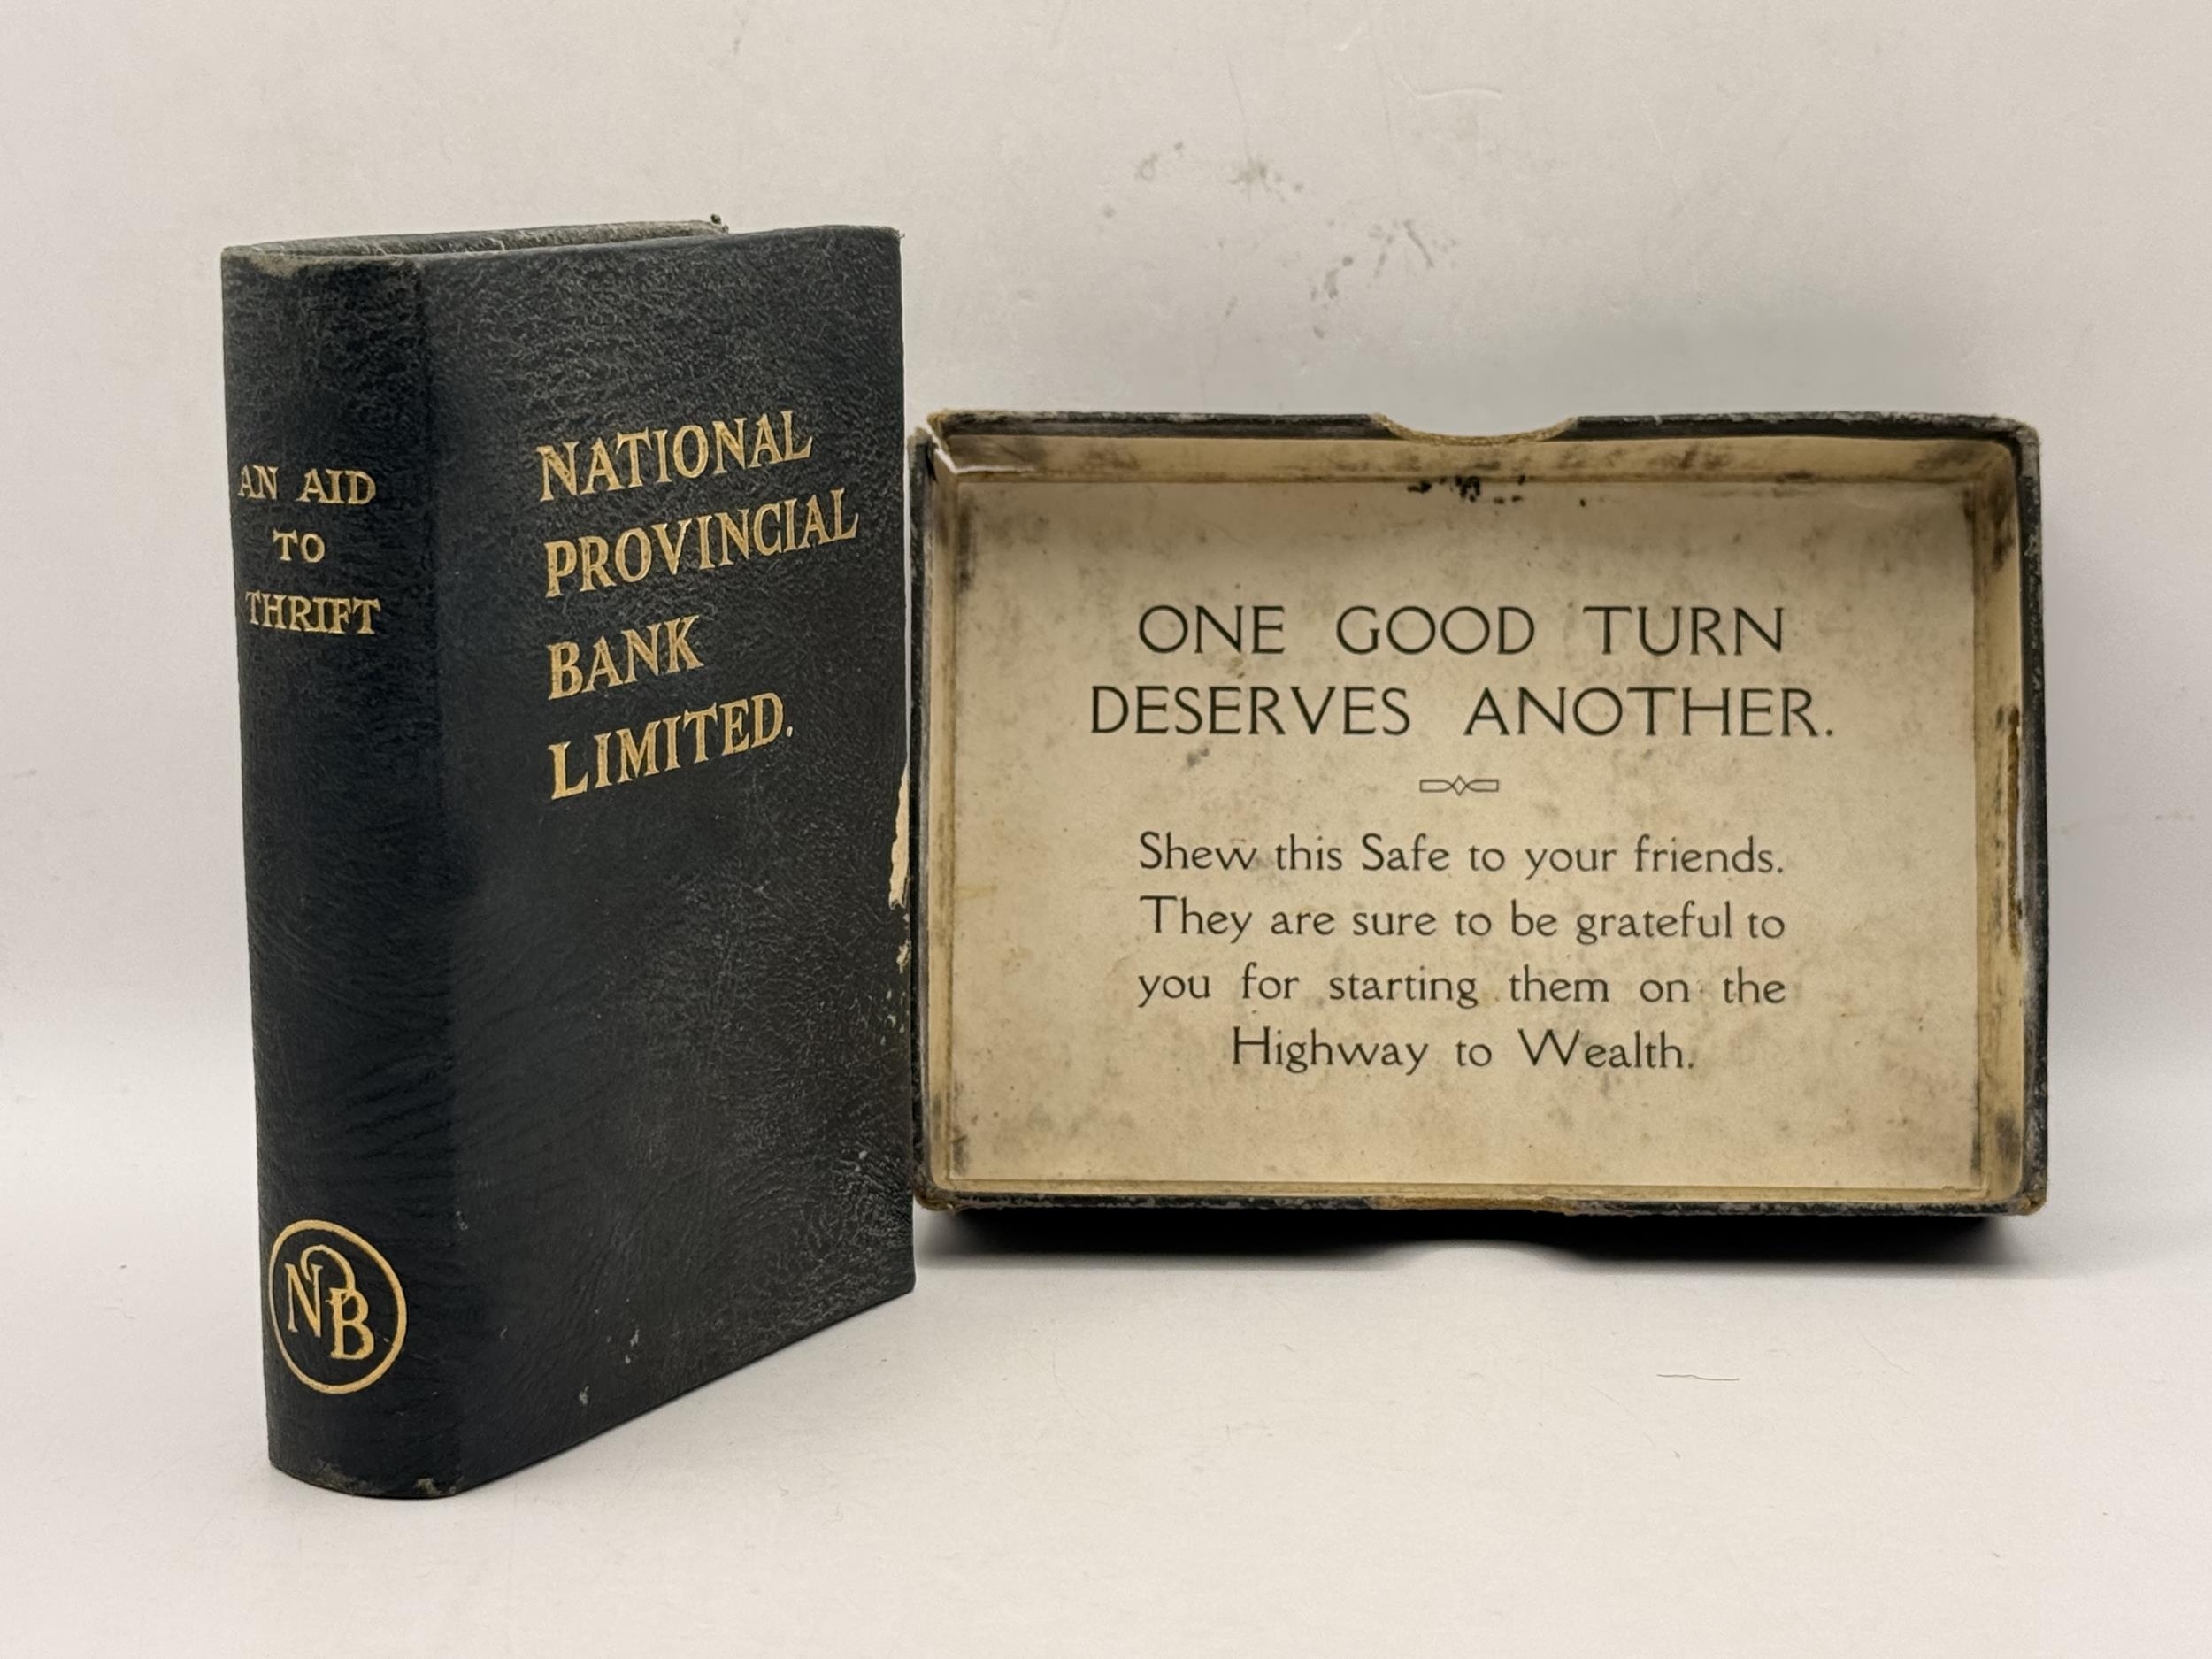 AN AID
TO
THRIFT
NPB
NATIONAL
PROVINCIAL
BANK
LIMITED.
ONE GOOD TURN
DESERVES ANOTHER.
Shew this Safe to your friends.
They are sure to be grateful to
you for starting them on the
Highway to Wealth.